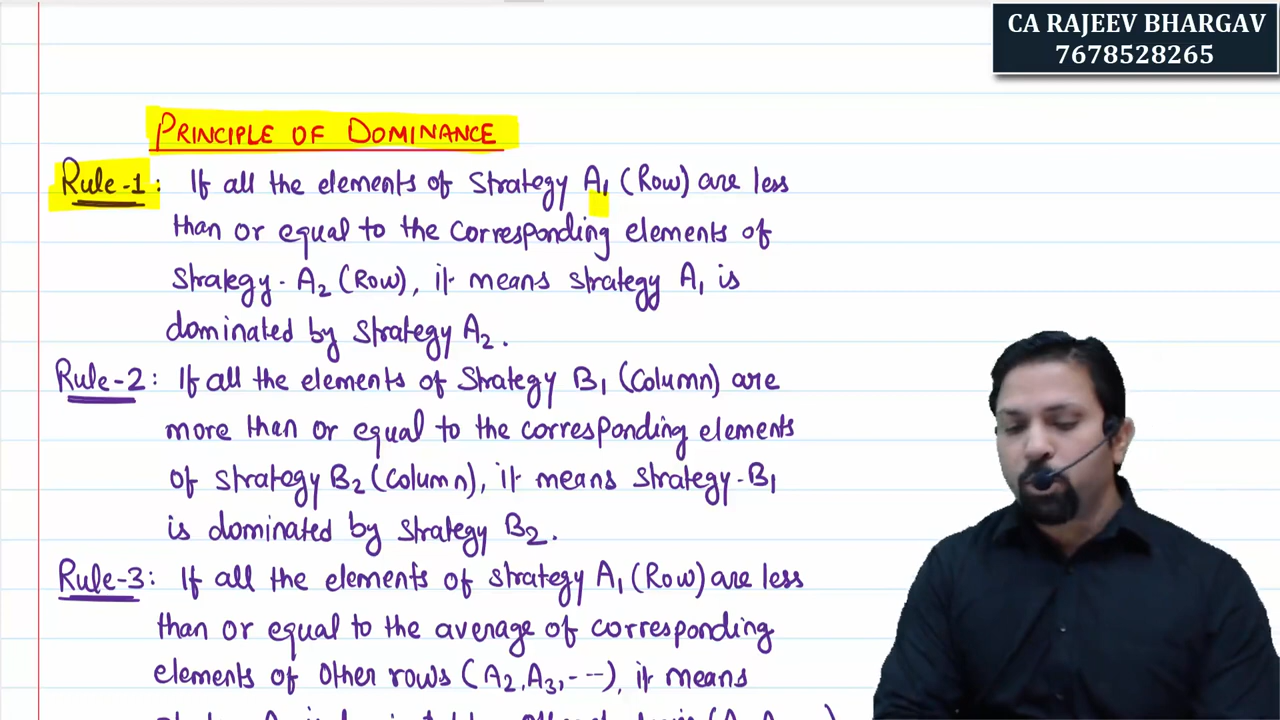 CA RAJEEV BHARGAV
7678528265
PRINCIPLE OF DOMINANCE
Rule-1: If all the elements of Strategy A1 (Row) are less
than or equal to the corresponding elements of
Strategy- A2 (Row), it means strategy A1 is
dominated by strategy A2.
Rule-2: If all the elements of Strategy B1 (Column) are
more than or equal to the corresponding elements
of strategy B2 (Column), it means strategy-B1
is dominated by strategy B2.
Rule-3: If all the elements of strategy A1 (Row) are less
than or equal to the average of corresponding
elements of other rows (A2, A3, ---), it means